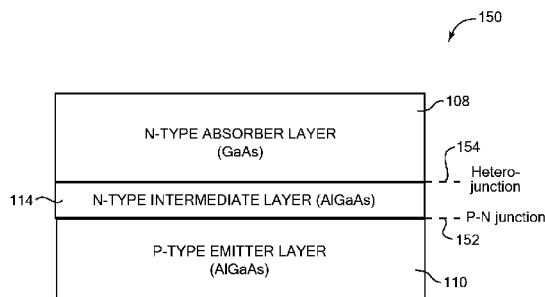 150
108
N-TYPE ABSORBER LAYER
(GaAs)
154
Hetero-
junction
114
N-TYPE INTERMEDIATE LAYER (AlGaAs)
P-N junction
152
P-TYPE EMITTER LAYER
(AlGaAs)
110